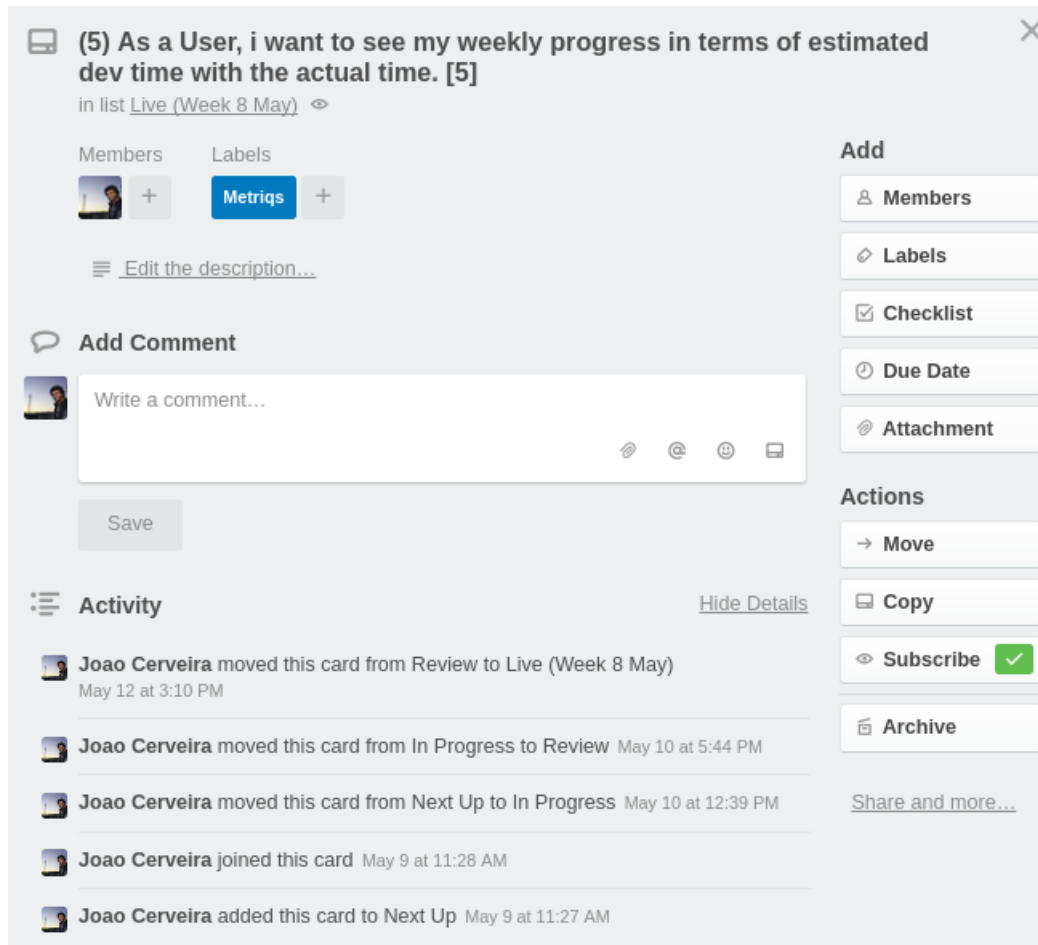 (5) As a User, i want to see my weekly progress in terms of estimated
dev time with the actual time. [5]
in list Live (Week 8 May)
Members
Labels
+
Metriqs
+
Edit the description…
Add Comment
Write a comment…
@
Save
Activity
Hide Details
Joao Cerveira moved this card from Review to Live (Week 8 May)
May 12 at 3:10 PM
Joao Cerveira moved this card from In Progress to Review May 10 at 5:44 PM
Joao Cerveira moved this card from Next Up to In Progress May 10 at 12:39 PM
Joao Cerveira joined this card May 9 at 11:28 AM
Joao Cerveira added this card to Next Up May 9 at 11:27 AM
Add
Members
Labels
Checklist
Due Date
Attachment
Actions
Move
Copy
Subscribe
Archive
Share and more…